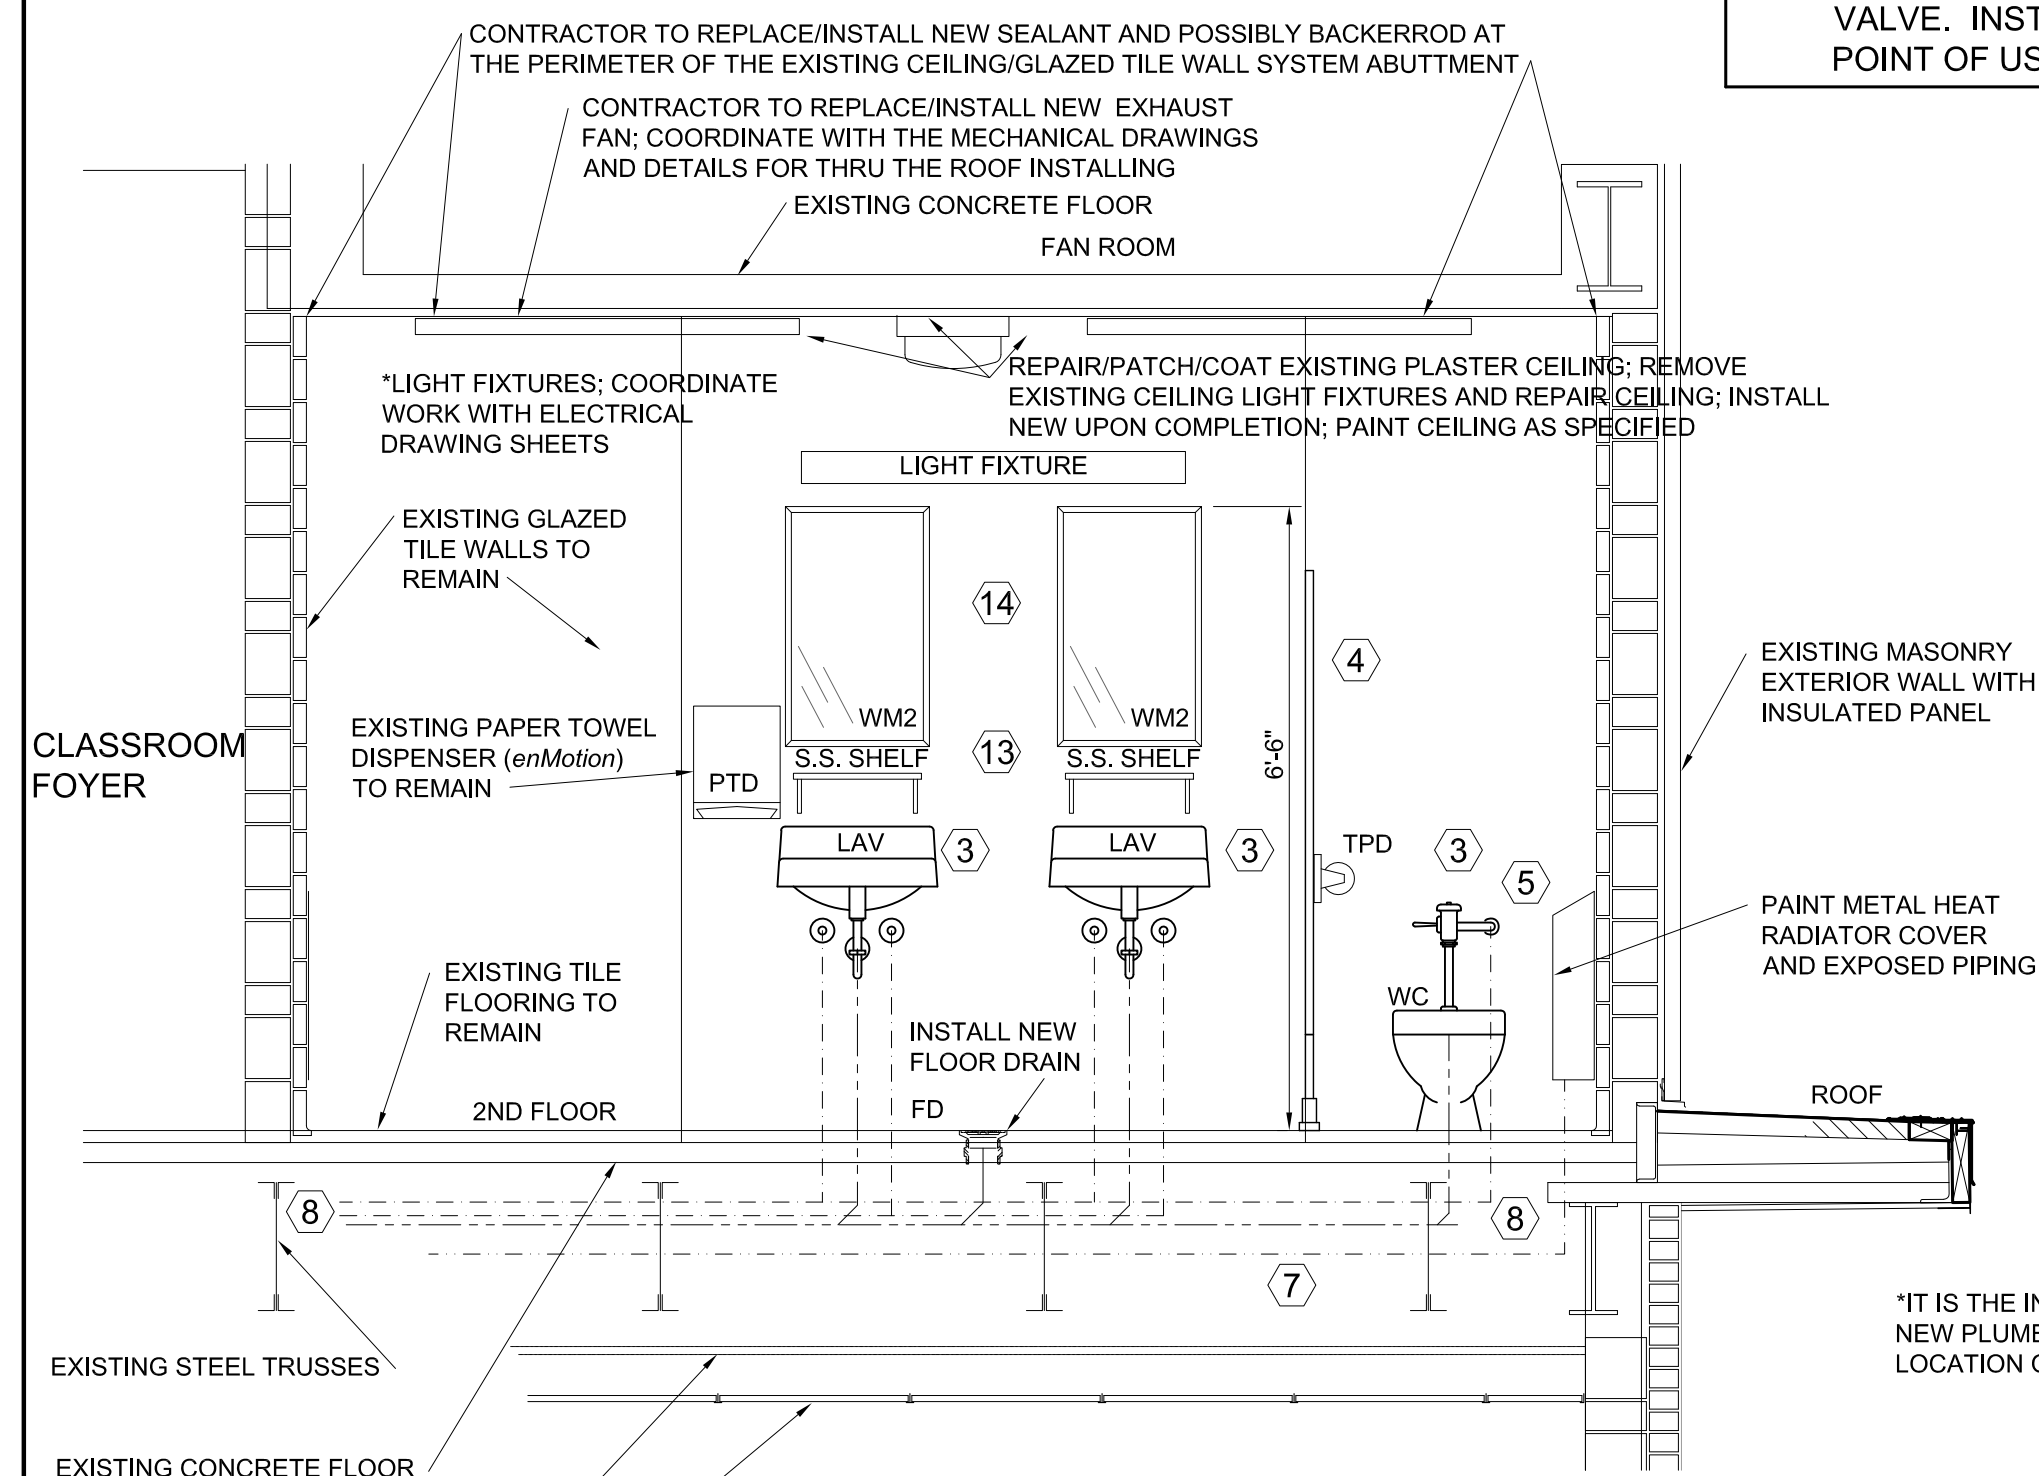 VALVE. INST
POINT OF US
CONTRACTOR TO REPLACE/INSTALL NEW SEALANT AND POSSIBLY BACKERROD AT
THE PERIMETER OF THE EXISTING CEILING/GLAZED TILE WALL SYSTEM ABUTTMENT
CONTRACTOR TO REPLACE/INSTALL NEW EXHAUST
FAN; COORDINATE WITH THE MECHANICAL DRAWINGS
AND DETAILS FOR THRU THE ROOF INSTALLING
EXISTING CONCRETE FLOOR
FAN ROOM
*LIGHT FIXTURES; COORDINATE
WORK WITH ELECTRICAL
DRAWING SHEETS
REPAIR/PATCH/COAT EXISTING PLASTER CEILING; REMOVE
EXISTING CEILING LIGHT FIXTURES AND REPAIR CEILING; INSTALL
NEW UPON COMPLETION; PAINT CEILING AS SPECIFIED
LIGHT FIXTURE
EXISTING GLAZED
TILE WALLS TO
REMAIN
14
4
EXISTING MASONRY
EXTERIOR WALL WITH
INSULATED PANEL
CLASSROOM
FOYER
EXISTING PAPER TOWEL
DISPENSER (enMotion)
TO REMAIN
PTD
WM2
WM2
S.S. SHELF
13
S.S. SHELF
6'-6"
LAV
3
LAV
3
TPD
3
5
PAINT METAL HEAT
RADIATOR COVER
AND EXPOSED PIPING
EXISTING TILE
FLOORING TO
REMAIN
WC
INSTALL NEW
FLOOR DRAIN
FD
2ND FLOOR
ROOF
8
8
7
*IT IS THE IN
NEW PLUMB
LOCATION O
EXISTING STEEL TRUSSES
EXISTING CONCRETE FLOOR